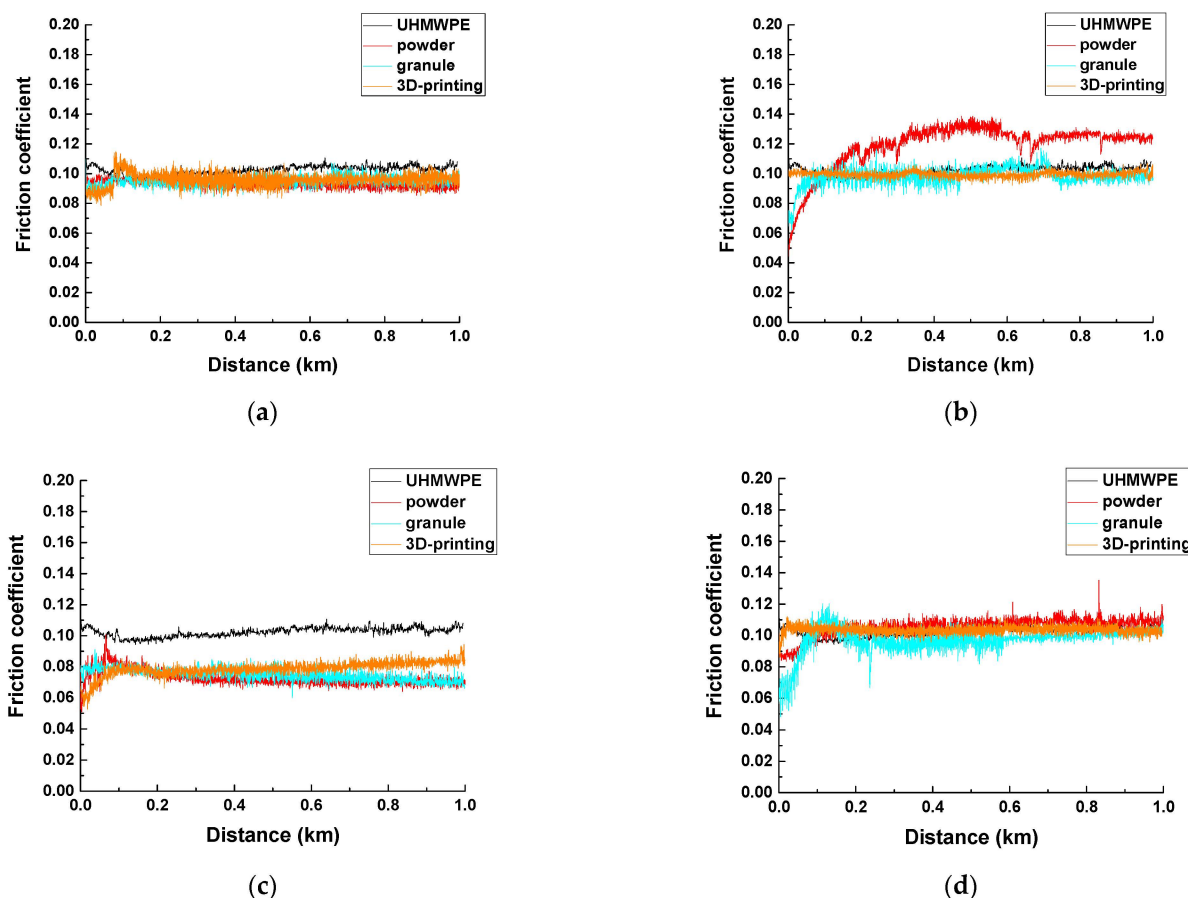 0.20
0.18
0.16
0.14
0.12
0.10
0.08
0.06
0.04
0.02
0.00
Friction coefficient
UHMWPE
powder
granule
3D-printing
0.0 0.2 0.4 0.6 0.8 1.0
Distance (km)
(a)
0.20
0.18
0.16
0.14
0.12
0.10
0.08
0.06
0.04
0.02
0.00
Friction coefficient
UHMWPE
powder
granule
3D-printing
0.0 0.2 0.4 0.6 0.8 1.0
Distance (km)
(b)
0.20
0.18
0.16
0.14
0.12
0.10
0.08
0.06
0.04
0.02
0.00
Friction coefficient
UHMWPE
powder
granule
3D-printing
0.0 0.2 0.4 0.6 0.8 1.0
Distance (km)
(c)
0.20
0.18
0.16
0.14
0.12
0.10
0.08
0.06
0.04
0.02
0.00
Friction coefficient
UHMWPE
powder
granule
3D-printing
0.0 0.2 0.4 0.6 0.8 1.0
Distance (km)
(d)